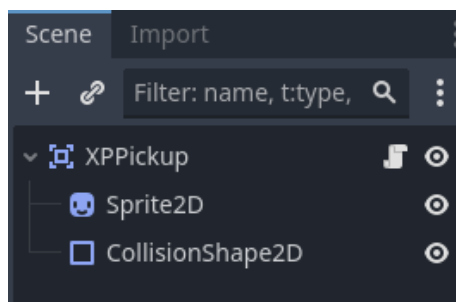 Scene Import
Filter: name, t:type,
XPPickup
Sprite2D
CollisionShape2D